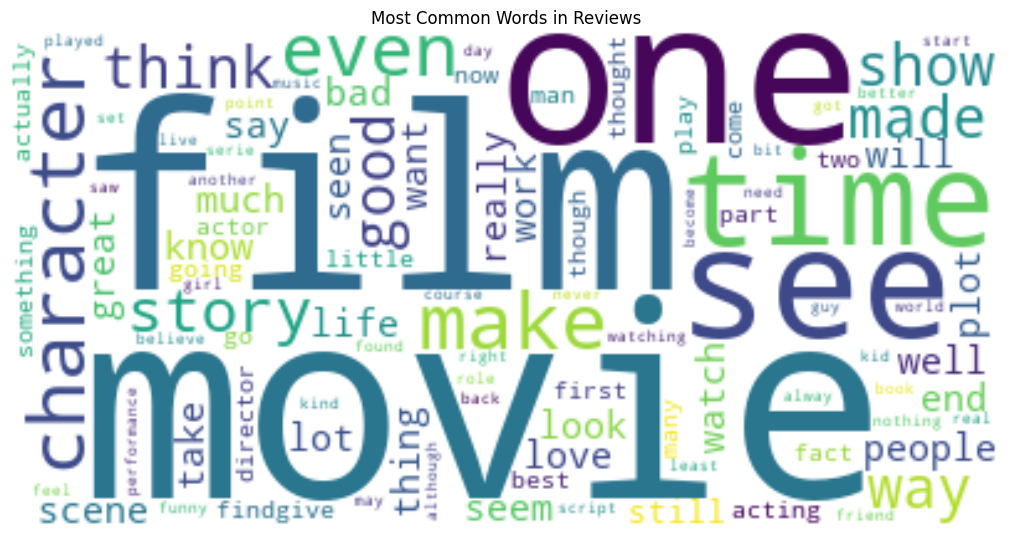 Most Common Words in Reviews
played
think
even
one
show
start
actually
character
music
day
now
bad
man
thought
better
made
got
set
point
say
film
live
serie
seen
good
want
really
work
play
come
bit
two
will
saw
another
much
actor
know
going
girl
little
though
time
need
part
become
something
great
story
life
course
make
never
watching
see
guy
world
plot
believe
go
found
movie
right
role
back
first
look
love
best
many
least
watch
kid
well
alway
book
end
nothing
real
fact
people
performance
take
director
kind
lot
thing
although
feel
scene
funny
find
give
may
seem
script
still
acting
friend
way